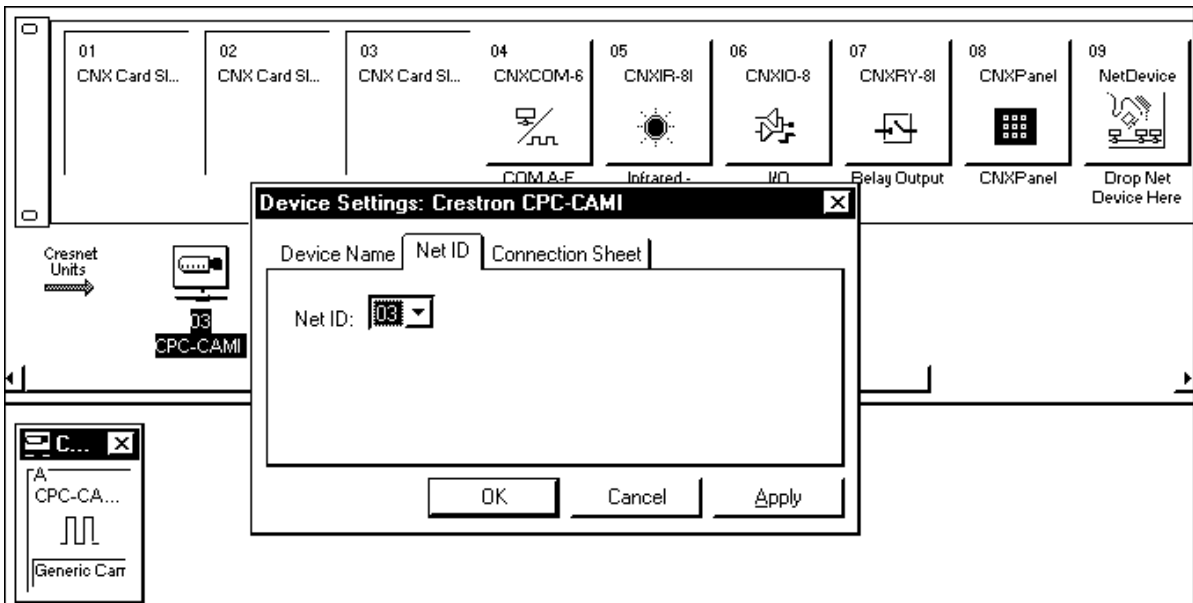 01
CNX Card Sl...
02
CNX Card Sl...
03
CNX Card Sl...
04
CNXCOM-6
COM A-F
05
CNXIR-8I
Infrared -
06
CNXIO-8
I/O
07
CNXRY-8I
Relay Output
08
CNXPanel
CNXPanel
09
NetDevice
Drop Net
Device Here
Cresnet
Units
03
CPC-CAMI
Device Settings: Crestron CPC-CAMI
Device Name
Net ID
Connection Sheet
Net ID: 03
OK
Cancel
Apply
C...
A
CPC-CA...
Generic Cam